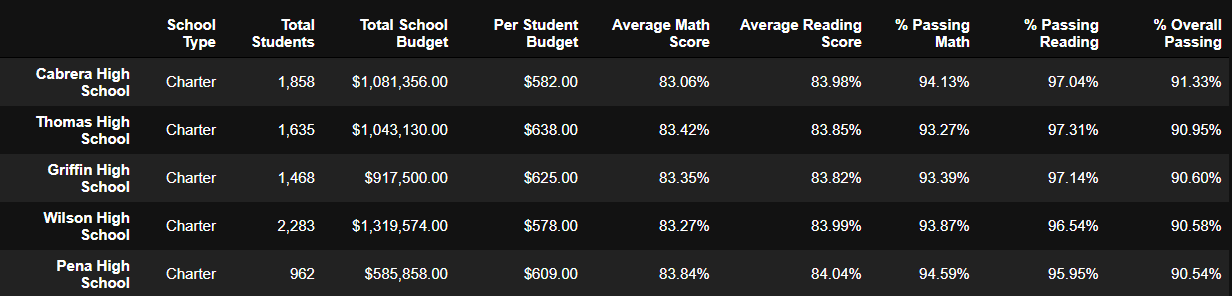 School Type Total Students Total School Budget Per Student Budget Average Math Score Average Reading Score % Passing Math % Passing Reading % Overall Passing
Cabrera High School Charter 1,858 $1,081,356.00 $582.00 83.06% 83.98% 94.13% 97.04% 91.33%
Thomas High School Charter 1,635 $1,043,130.00 $638.00 83.42% 83.85% 93.27% 97.31% 90.95%
Griffin High School Charter 1,468 $917,500.00 $625.00 83.35% 83.82% 93.39% 97.14% 90.60%
Wilson High School Charter 2,283 $1,319,574.00 $578.00 83.27% 83.99% 93.87% 96.54% 90.58%
Pena High School Charter 962 $585,858.00 $609.00 83.84% 84.04% 94.59% 95.95% 90.54%